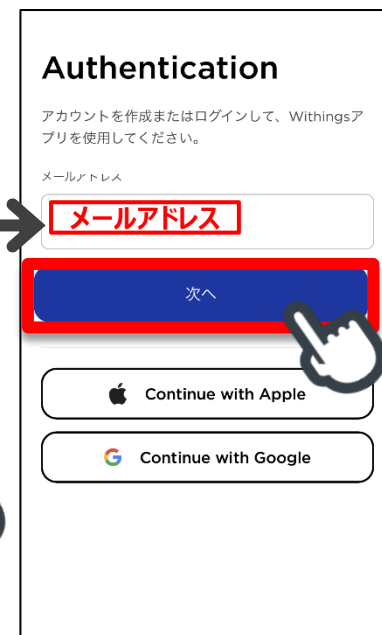 Authentication
アカウントを作成またはログインして、Withingsア
プリを使用してください。
メールアドレス
メールアドレス
次へ
Continue with Apple
Continue with Google